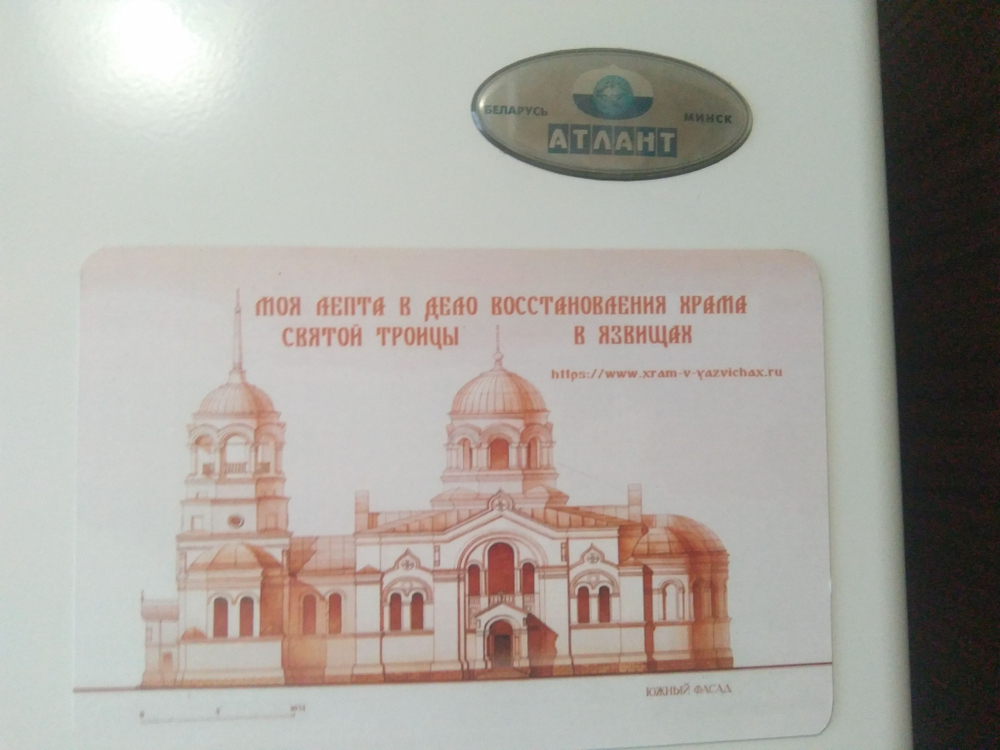 БЕЛАРУСЬ
МИНСК
АТЛАНТ
МОЯ ЛЕПТА В ДЕЛО ВОССТАНОВЛЕНИЯ ХРАМА
СВЯТОЙ ТРОИЦЫ В ЯЗВИЩАХ
https://www.xram-v-yazvichax.ru
ЮЖНЫЙ ФАСАД